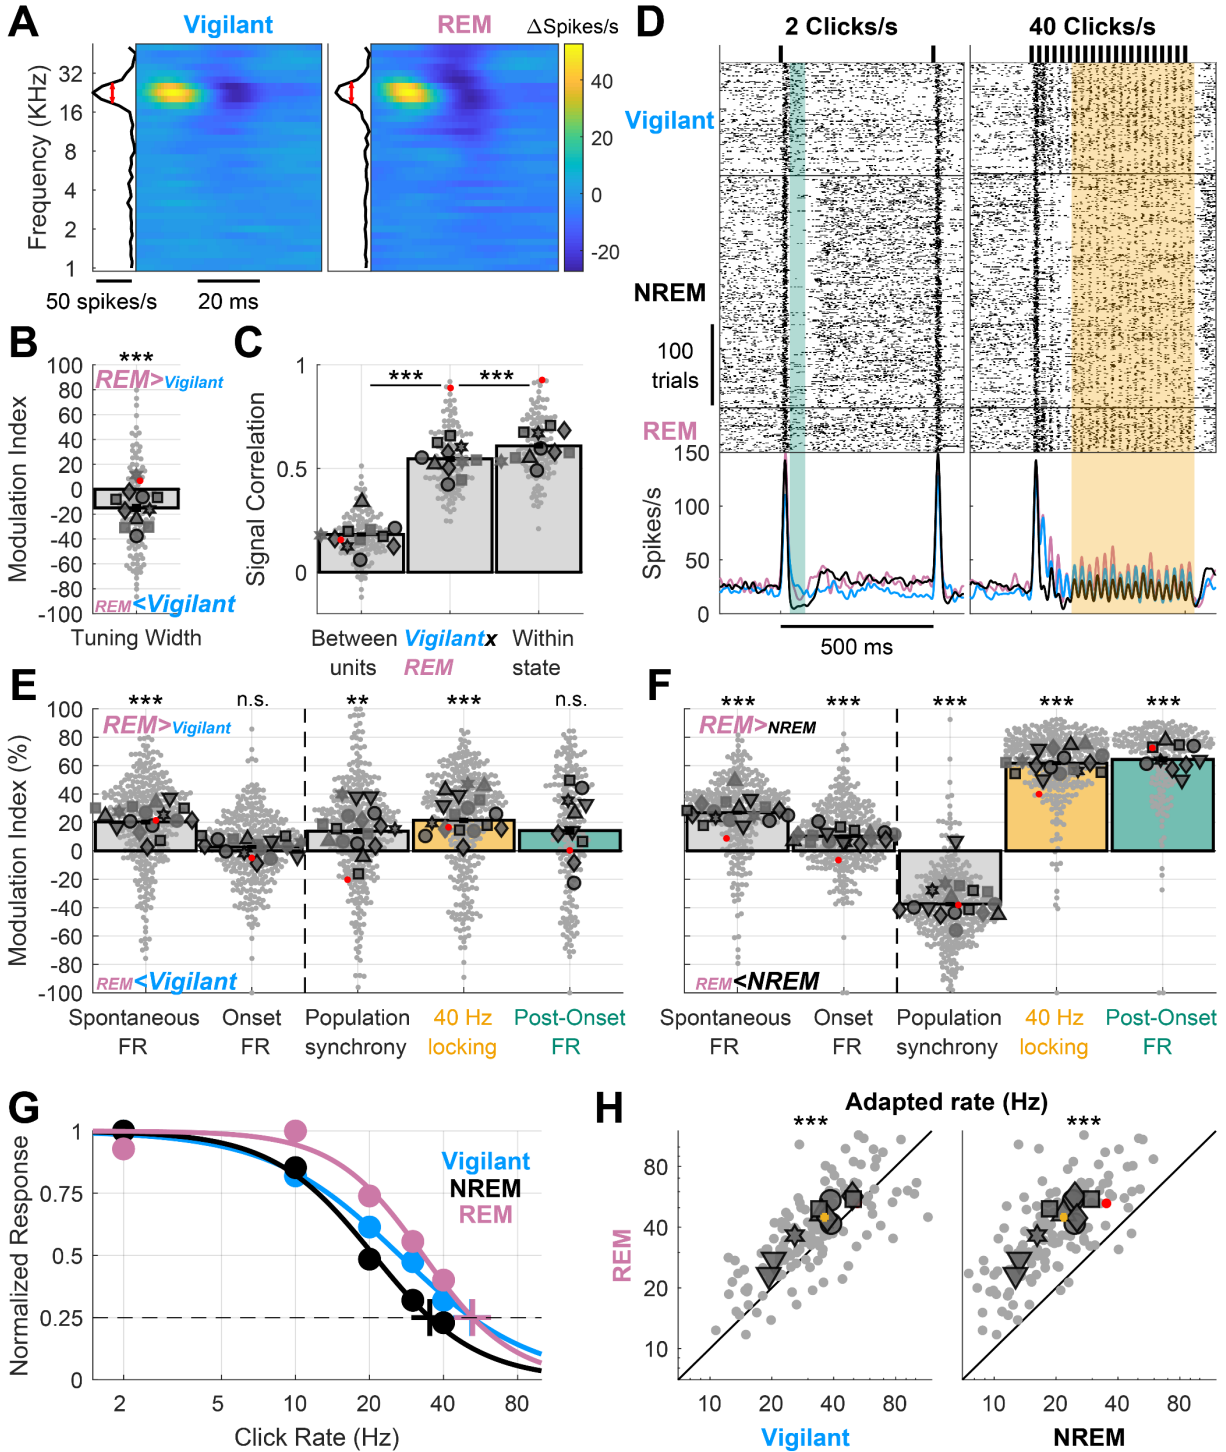 A
Vigilant
REM
ΔSpikes/s
Frequency (KHz)
32
16
8
4
2
1
40
20
0
-20
50 spikes/s
20 ms
B
***
REM>Vigilant
REM<Vigilant
Modulation Index
100
80
60
40
20
0
-20
-40
-60
-80
-100
Tuning Width
C
Signal Correlation
1
0.5
0
***
***
Between units
VigilantxREM
Within state
D
2 Clicks/s
40 Clicks/s
Vigilant
NREM
100 trials
REM
Spikes/s
150
100
50
0
500 ms
E
Modulation Index (%)
100
80
60
40
20
0
-20
-40
-60
-80
-100
***
n.s.
**
***
n.s.
REM>Vigilant
REM<Vigilant
Spontaneous FR
Onset FR
Population synchrony
40 Hz locking
Post-Onset FR
F
***
***
***
***
***
REM>NREM
REM<NREM
Spontaneous FR
Onset FR
Population synchrony
40 Hz locking
Post-Onset FR
G
Normalized Response
1
0.75
0.5
0.25
0
Vigilant
NREM
REM
2
5
10
20
40
80
Click Rate (Hz)
H
Adapted rate (Hz)
***
***
REM
80
40
20
10
10
20
40
80
Vigilant
10
20
40
80
NREM